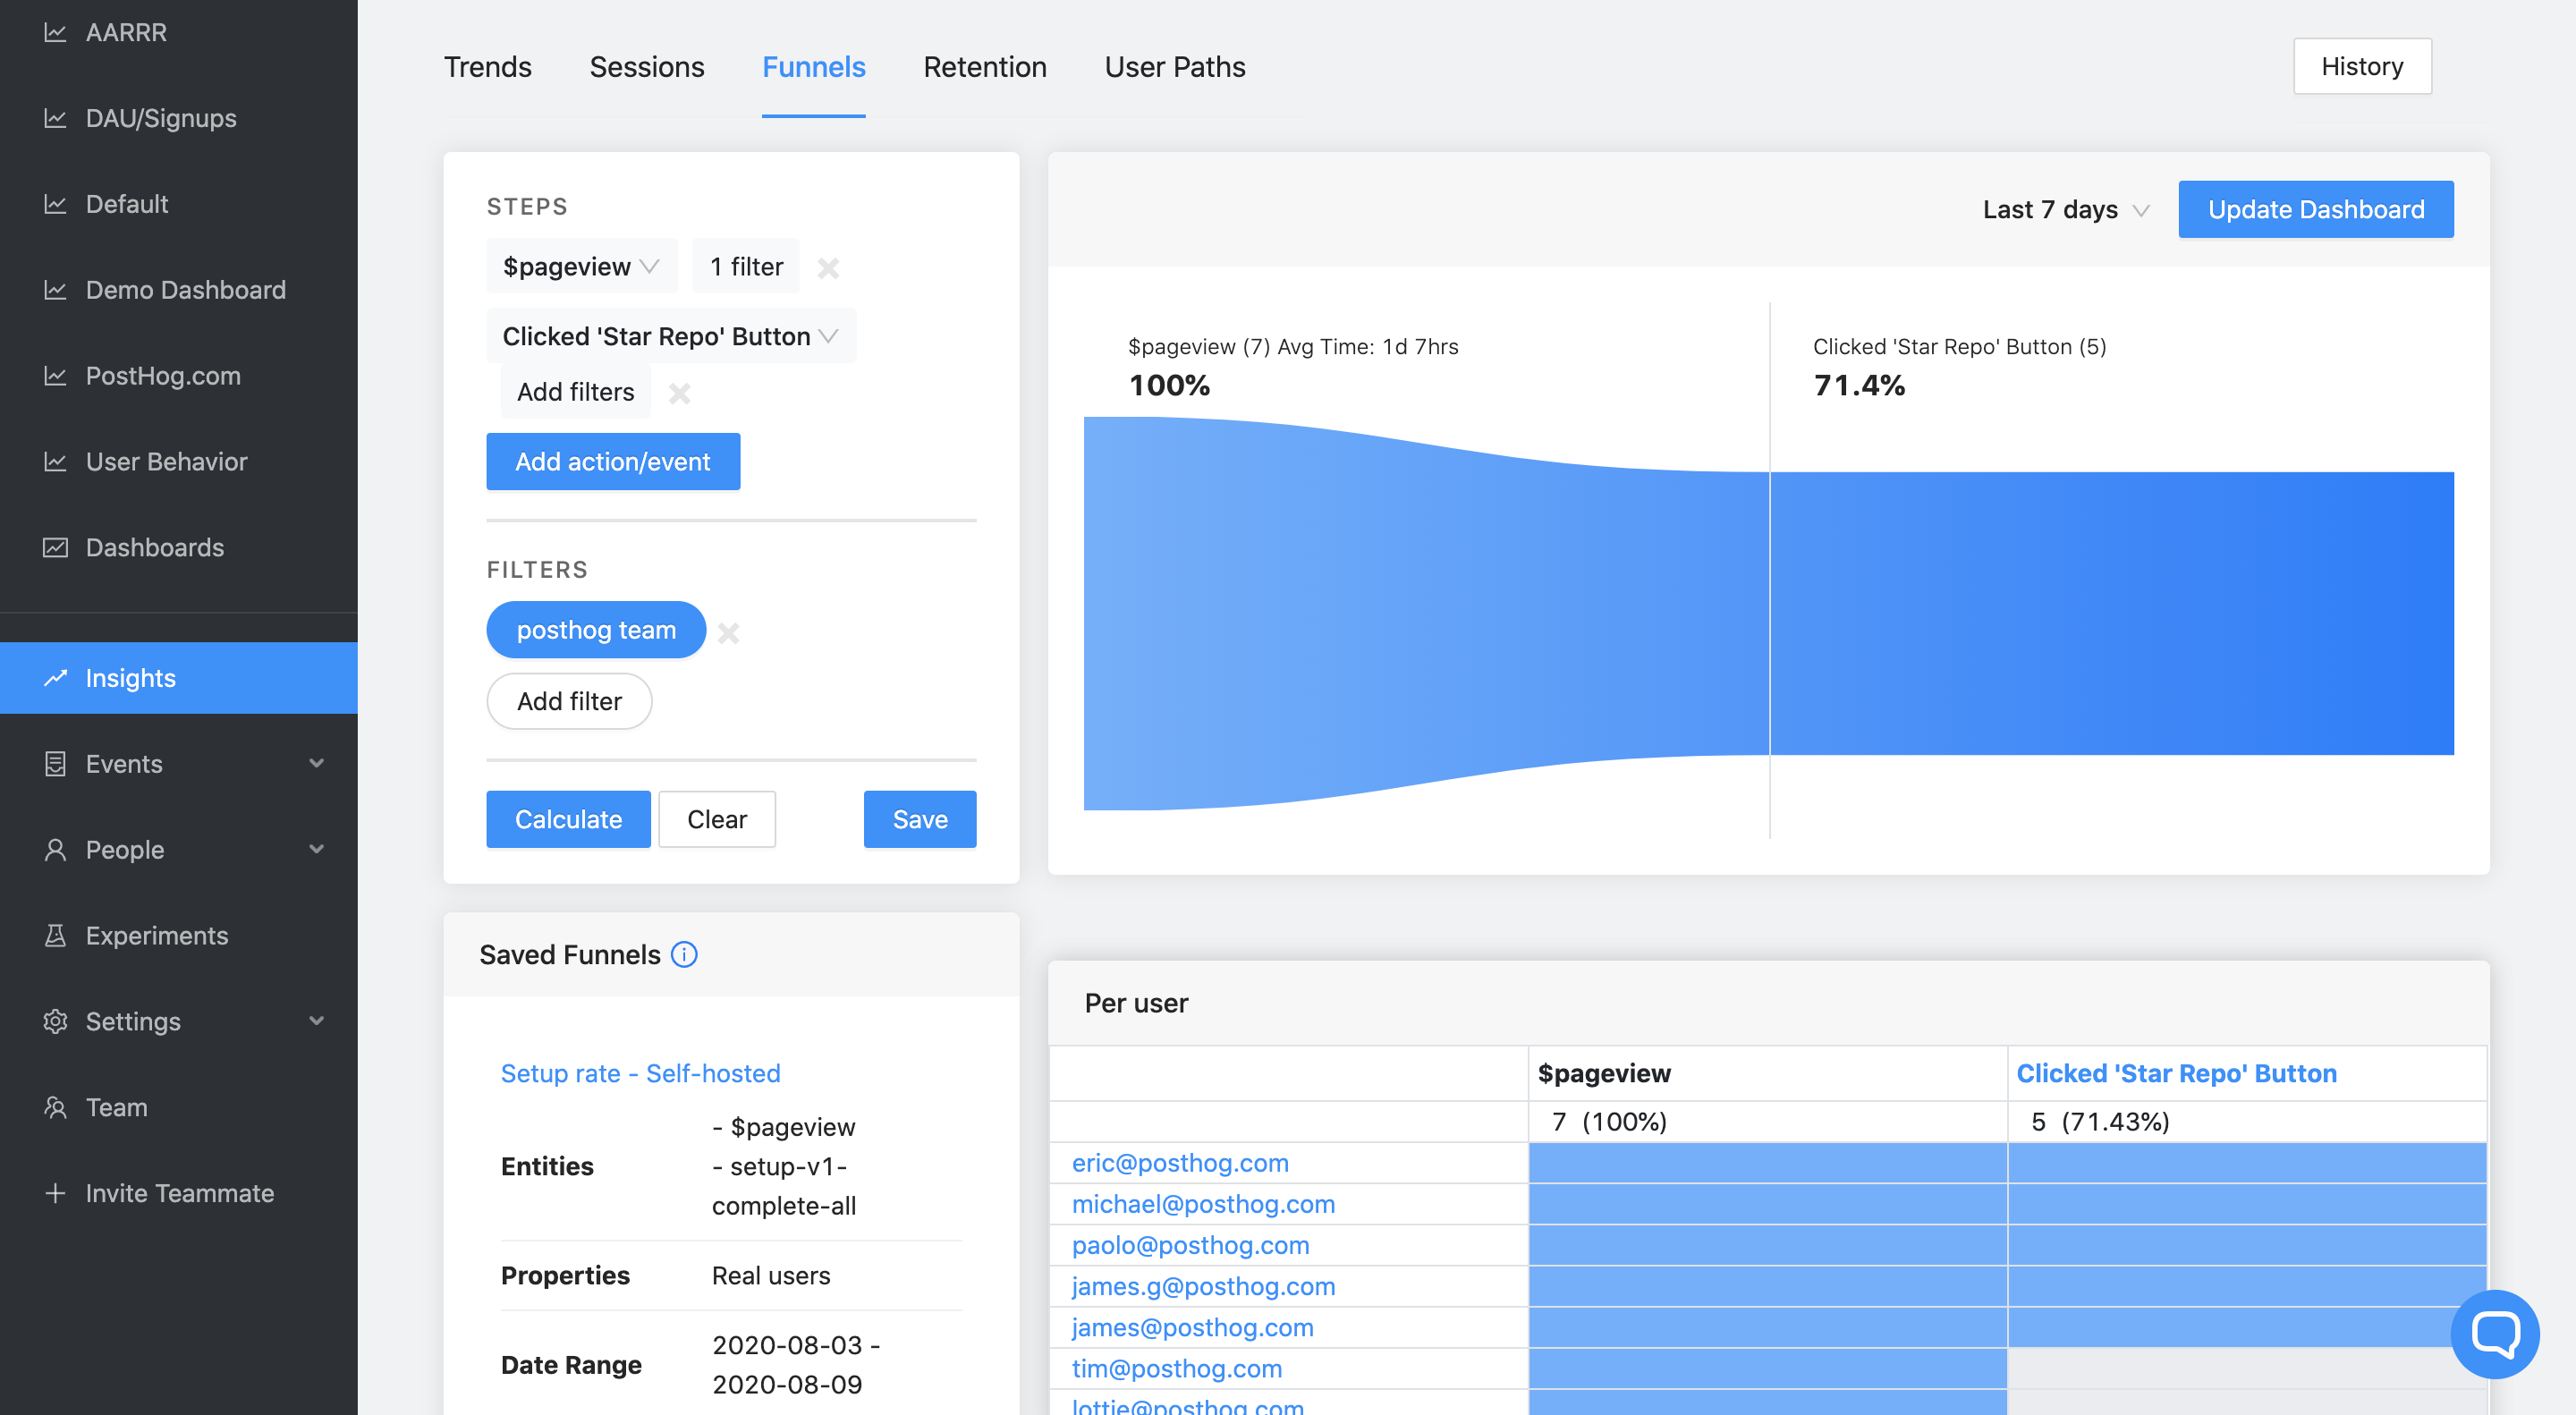 AARRR
DAU/Signups
Default
Demo Dashboard
PostHog.com
User Behavior
Dashboards
Insights
Events
People
Experiments
Settings
Team
Invite Teammate
Trends Sessions Funnels Retention User Paths
History
STEPS
$pageview 1 filter
Clicked 'Star Repo' Button
Add filters
Add action/event
FILTERS
posthog team
Add filter
Calculate Clear Save
Last 7 days Update Dashboard
$pageview (7) Avg Time: 1d 7hrs
100%
Clicked 'Star Repo' Button (5)
71.4%
Saved Funnels
Setup rate - Self-hosted
Entities
- $pageview
- setup-v1-
complete-all
Properties Real users
Date Range
2020-08-03 -
2020-08-09
Per user
$pageview Clicked 'Star Repo' Button
7 (100%) 5 (71.43%)
eric@posthog.com
michael@posthog.com
paolo@posthog.com
james.g@posthog.com
james@posthog.com
tim@posthog.com
lottie@posthog.com